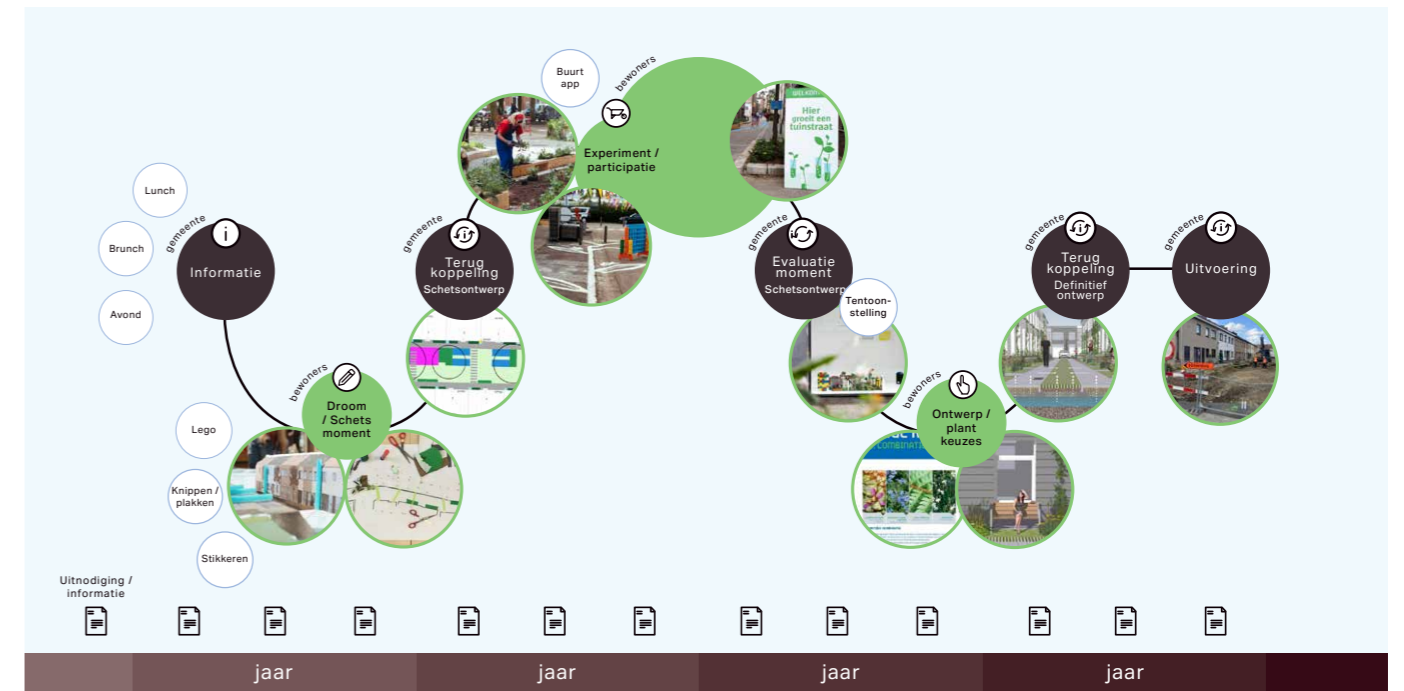 Buurt
app
bewoners
Experiment /
participatie
Hier
groeit een
tuinstraat
Lunch
Brunch
Avond
gemeente
i
Informatie
gemeente
i
Terug
koppeling
Schetsontwerp
gemeente
i
Evaluatie
moment
Schetsontwerp
Tentoon-
stelling
gemeente
i
Terug
koppeling
Definitief
ontwerp
gemeente
i
Uitvoering
bewoners
Droom
/ Schets
moment
bewoners
Ontwerp /
plant
keuzes
Lego
Knippen /
plakken
Stikkeren
Uitnodiging /
informatie
jaar
jaar
jaar
jaar